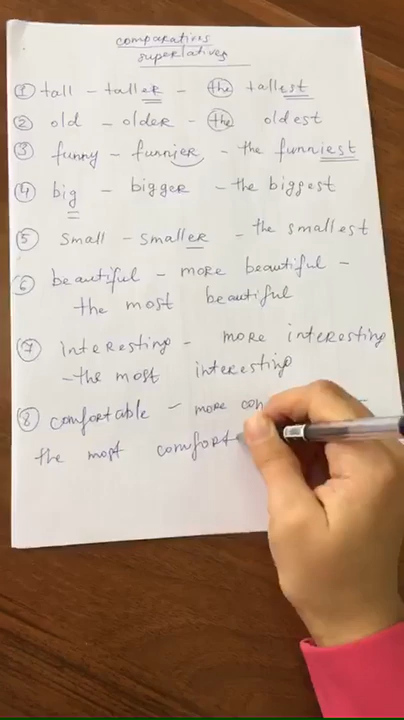 comparatives
superlatives
① tall - taller - the tallest
② old - older - the oldest
③ funny - funnier - the funniest
④ big - bigger - the biggest
⑤ small - smaller - the smallest
⑥ beautiful - more beautiful -
the most beautiful
⑦ interesting - more interesting
- the most interesting
⑧ comfortable - more com -
the most comfort